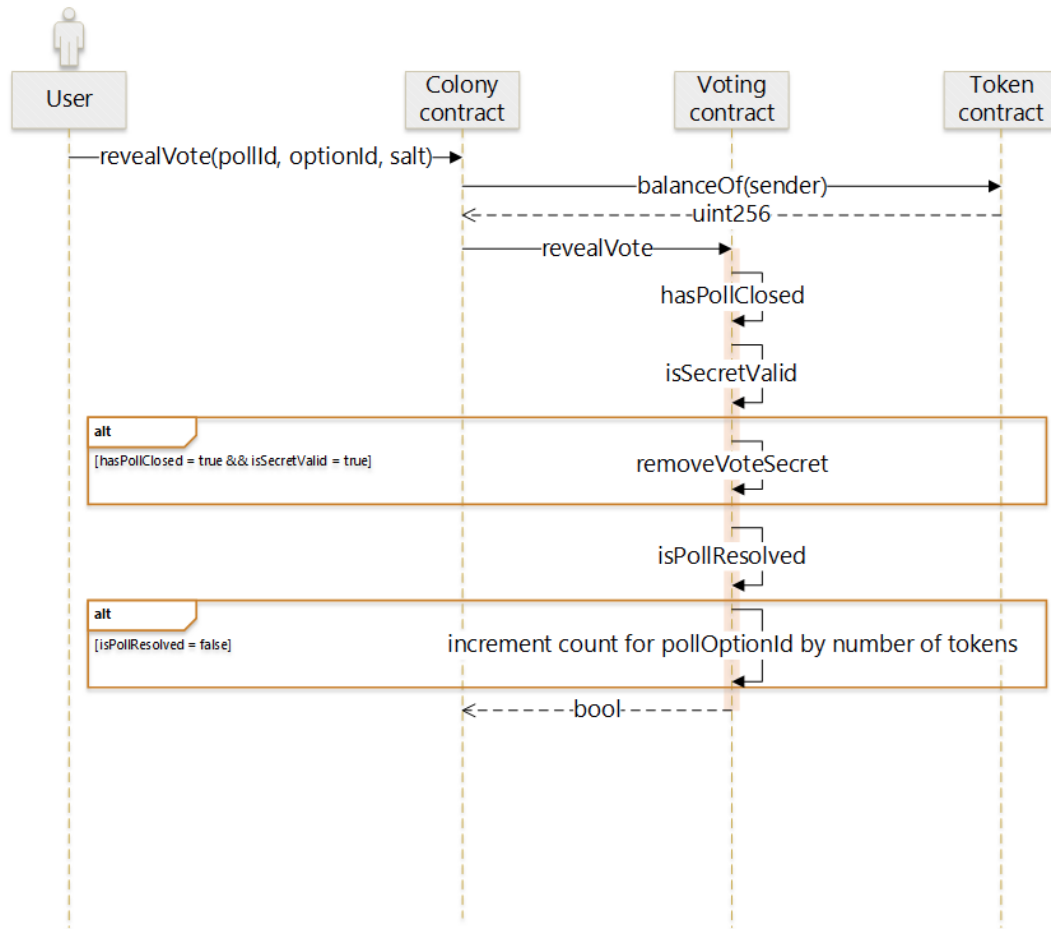 User
Colony
contract
Voting
contract
Token
contract
revealVote(pollId, optionId, salt)
balanceOf(sender)
uint256
revealVote
hasPollClosed
isSecretValid
alt
[hasPollClosed = true && isSecretValid = true]
removeVoteSecret
isPollResolved
alt
[isPollResolved = false]
increment count for pollOptionId by number of tokens
bool